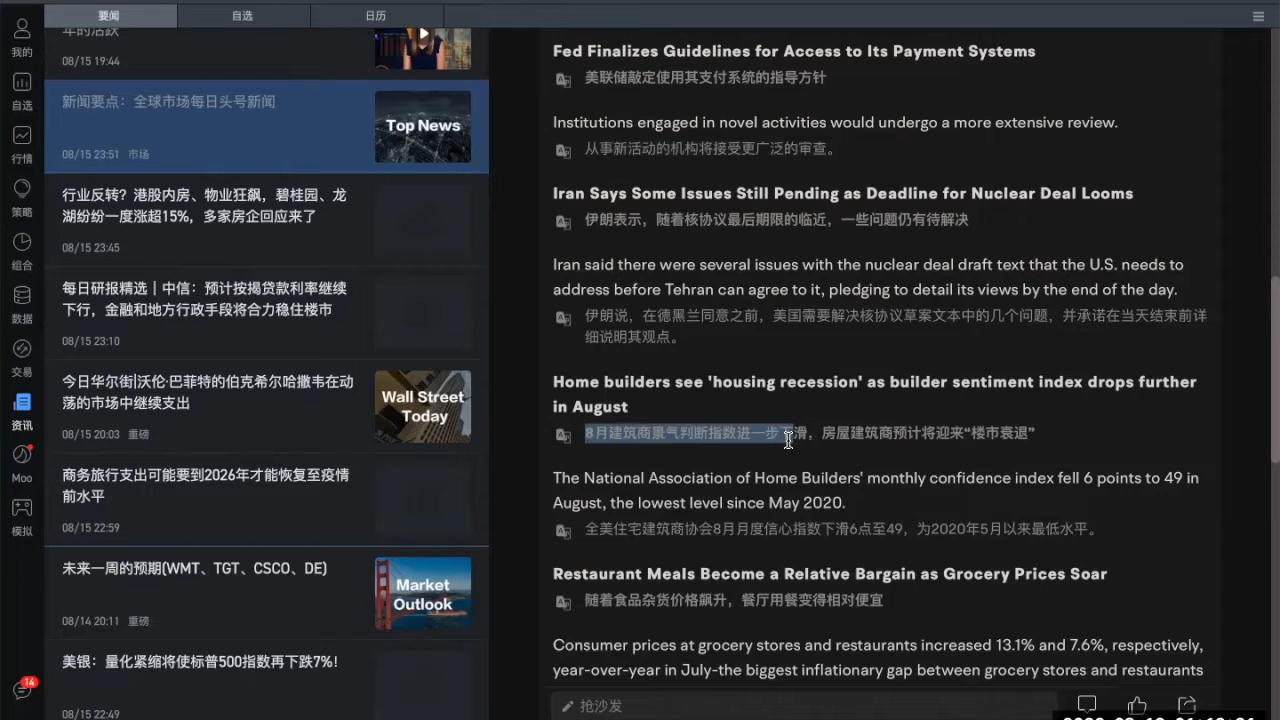 要闻
自选
日历
我的
自选
行情
策略
组合
数据
交易
资讯
Moo
模拟
14
年的活跃
08/15 19:44
新闻要点：全球市场每日头号新闻
08/15 23:51 市场
Top News
行业反转？港股内房、物业狂飙，碧桂园、龙
湖纷纷一度涨超15%，多家房企回应来了
08/15 23:45
每日研报精选｜中信：预计按揭贷款利率继续
下行，金融和地方行政手段将合力稳住楼市
08/15 23:10
今日华尔街|沃伦·巴菲特的伯克希尔哈撒韦在动
荡的市场中继续支出
08/15 20:03 重磅
Wall Street
Today
商务旅行支出可能要到2026年才能恢复至疫情
前水平
08/15 22:59
未来一周的预期(WMT、TGT、CSCO、DE)
08/14 20:11 重磅
Market
Outlook
美银：量化紧缩将使标普500指数再下跌7%！
08/15 22:49
Fed Finalizes Guidelines for Access to Its Payment Systems
美联储敲定使用其支付系统的指导方针
Institutions engaged in novel activities would undergo a more extensive review.
从事新活动的机构将接受更广泛的审查。
Iran Says Some Issues Still Pending as Deadline for Nuclear Deal Looms
伊朗表示，随着核协议最后期限的临近，一些问题仍有待解决
Iran said there were several issues with the nuclear deal draft text that the U.S. needs to
address before Tehran can agree to it, pledging to detail its views by the end of the day.
伊朗说，在德黑兰同意之前，美国需要解决核协议草案文本中的几个问题，并承诺在当天结束前详
细说明其观点。
Home builders see 'housing recession' as builder sentiment index drops further
in August
8月建筑商景气判断指数进一步下滑，房屋建筑商预计将迎来“楼市衰退”
The National Association of Home Builders' monthly confidence index fell 6 points to 49 in
August, the lowest level since May 2020.
全美住宅建筑商协会8月月度信心指数下滑6点至49，为2020年5月以来最低水平。
Restaurant Meals Become a Relative Bargain as Grocery Prices Soar
随着食品杂货价格飙升，餐厅用餐变得相对便宜
Consumer prices at grocery stores and restaurants increased 13.1% and 7.6%, respectively,
year-over-year in July-the biggest inflationary gap between grocery stores and restaurants
抢沙发